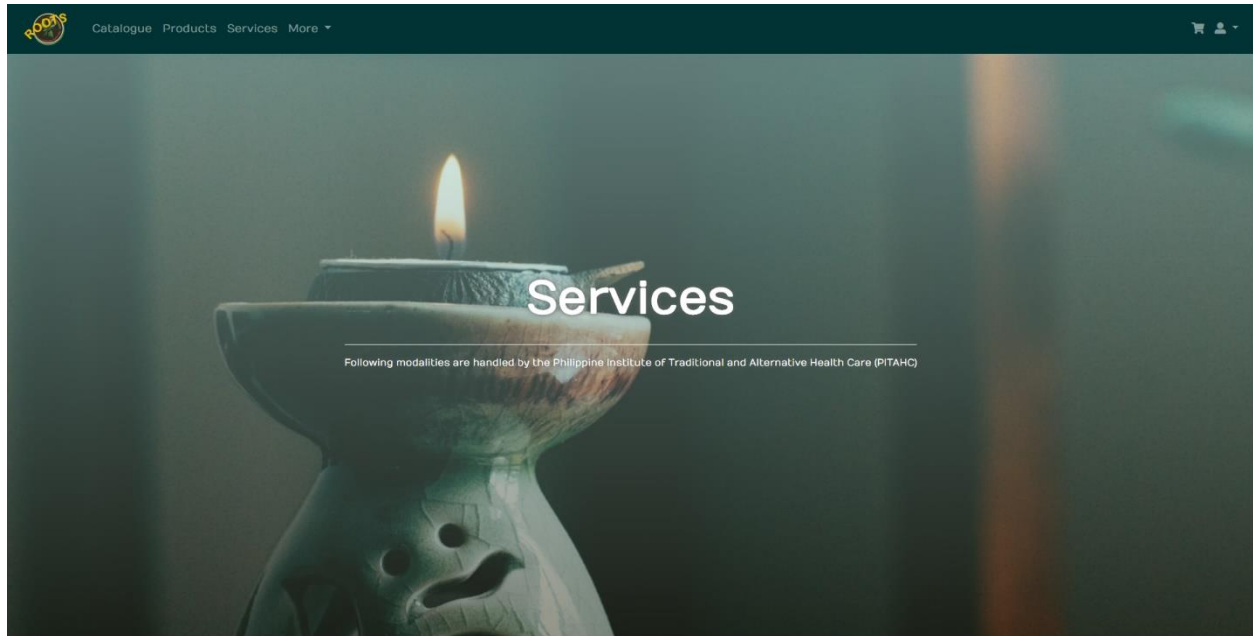 ROOTS
Catalogue Products Services More
Services
Following modalities are handled by the Philippine Institute of Traditional and Alternative Health Care (PITAHC)